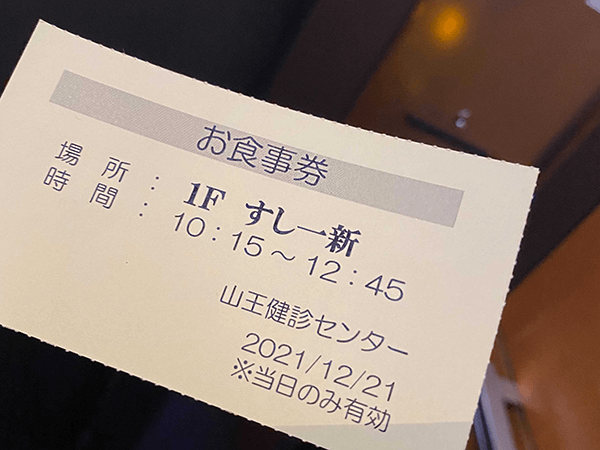 お食事券
場所： 1F すし一新
時間： 10：15～12：45
山王健診センター
2021/12/21
※当日のみ有効